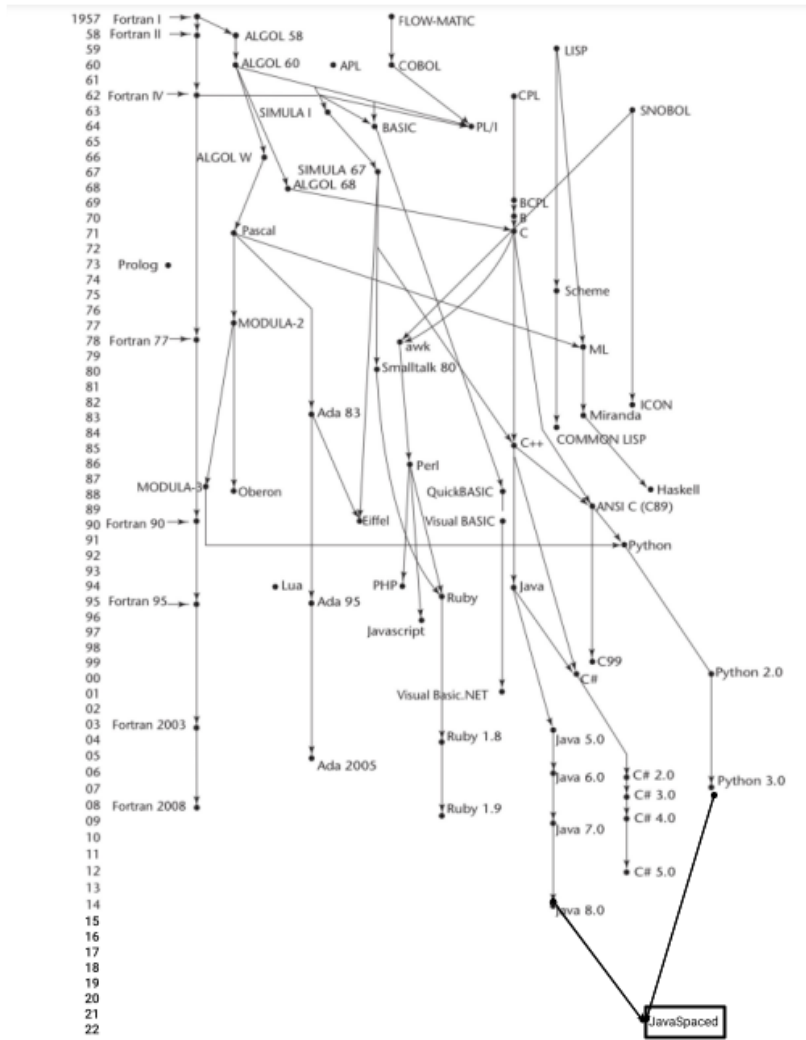 1957 Fortran I FLOW-MATIC
58 Fortran II ALGOL 58
59 LISP
60 ALGOL 60 APL COBOL
61
62 Fortran IV CPL
63 SIMULA I SNOBOL
64 BASIC PL/I
65
66 ALGOL W
67 SIMULA 67
68 ALGOL 68
69 BCPL
70 B
71 Pascal C
72
73 Prolog
74
75 Scheme
76
77 MODULA-2
78 Fortran 77 awk ML
79
80 Smalltalk 80
81
82 ICON
83 Ada 83 Miranda
84 COMMON LISP
85 C++
86 Perl
87 MODULA-3
88 Oberon QuickBASIC Haskell
89 ANSI C (C89)
90 Fortran 90 Eiffel Visual BASIC
91 Python
92
93
94 Lua PHP Java
95 Fortran 95 Ada 95 Ruby
96 Javascript
97
98
99 C99
00 C# Python 2.0
01 Visual Basic.NET
02
03 Fortran 2003
04 Ruby 1.8 Java 5.0
05 Ada 2005
06 Java 6.0 C# 2.0
07 C# 3.0 Python 3.0
08 Fortran 2008 Ruby 1.9
09 Java 7.0 C# 4.0
10
11
12 C# 5.0
13
14 Java 8.0
15
16
17
18
19
20
21 JavaSpaced
22